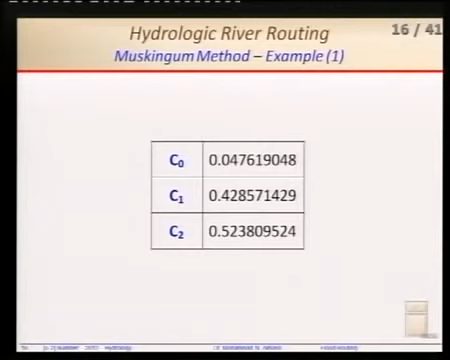 Hydrologic River Routing
16 / 41
Muskingum Method – Example (1)
C0 0.047619048
C1 0.428571429
C2 0.523809524